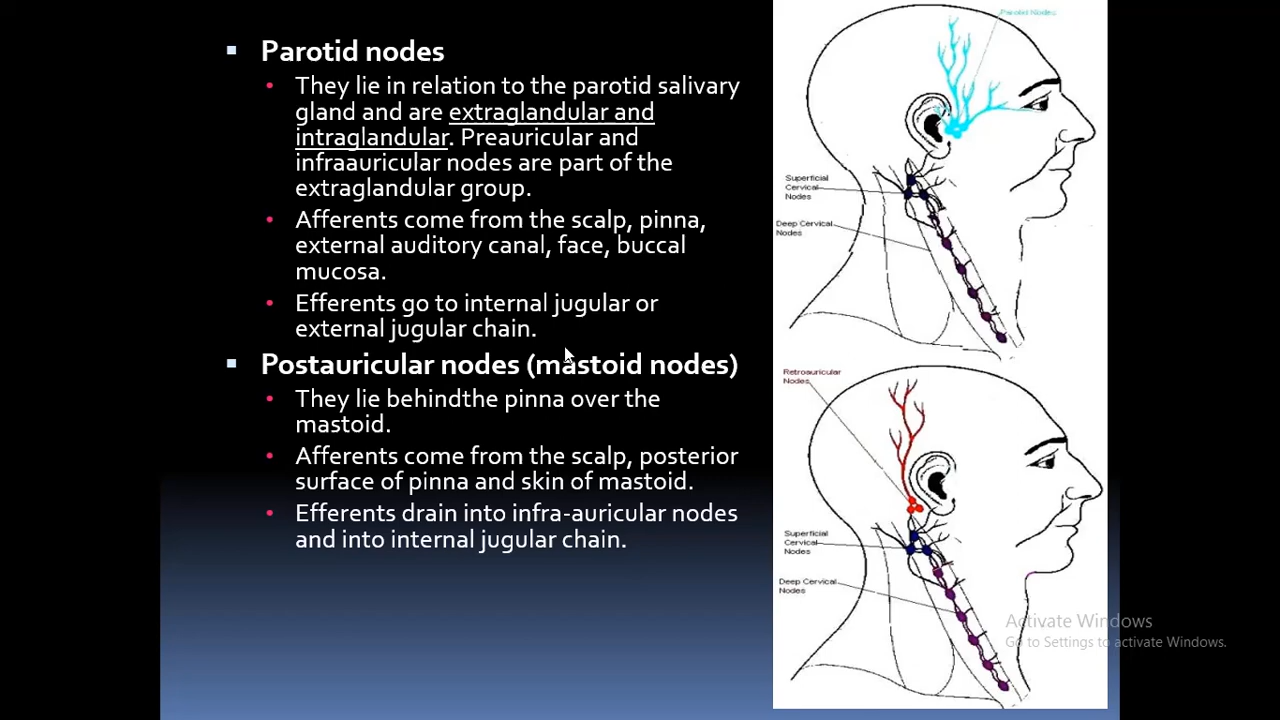 Parotid nodes
They lie in relation to the parotid salivary
gland and are extraglandular and
intraglandular. Preauricular and
infraauricular nodes are part of the
extraglandular group.
Afferents come from the scalp, pinna,
external auditory canal, face, buccal
mucosa.
Efferents go to internal jugular or
external jugular chain.
Postauricular nodes (mastoid nodes)
They lie behindthe pinna over the
mastoid.
Afferents come from the scalp, posterior
surface of pinna and skin of mastoid.
Efferents drain into infra-auricular nodes
and into internal jugular chain.
Parotid Nodes
Superficial
Cervical
Nodes
Deep Cervical
Nodes
Retroauricular
Nodes
Superficial
Cervical
Nodes
Deep Cervical
Nodes
Activate Windows
Go to Settings to activate Windows.